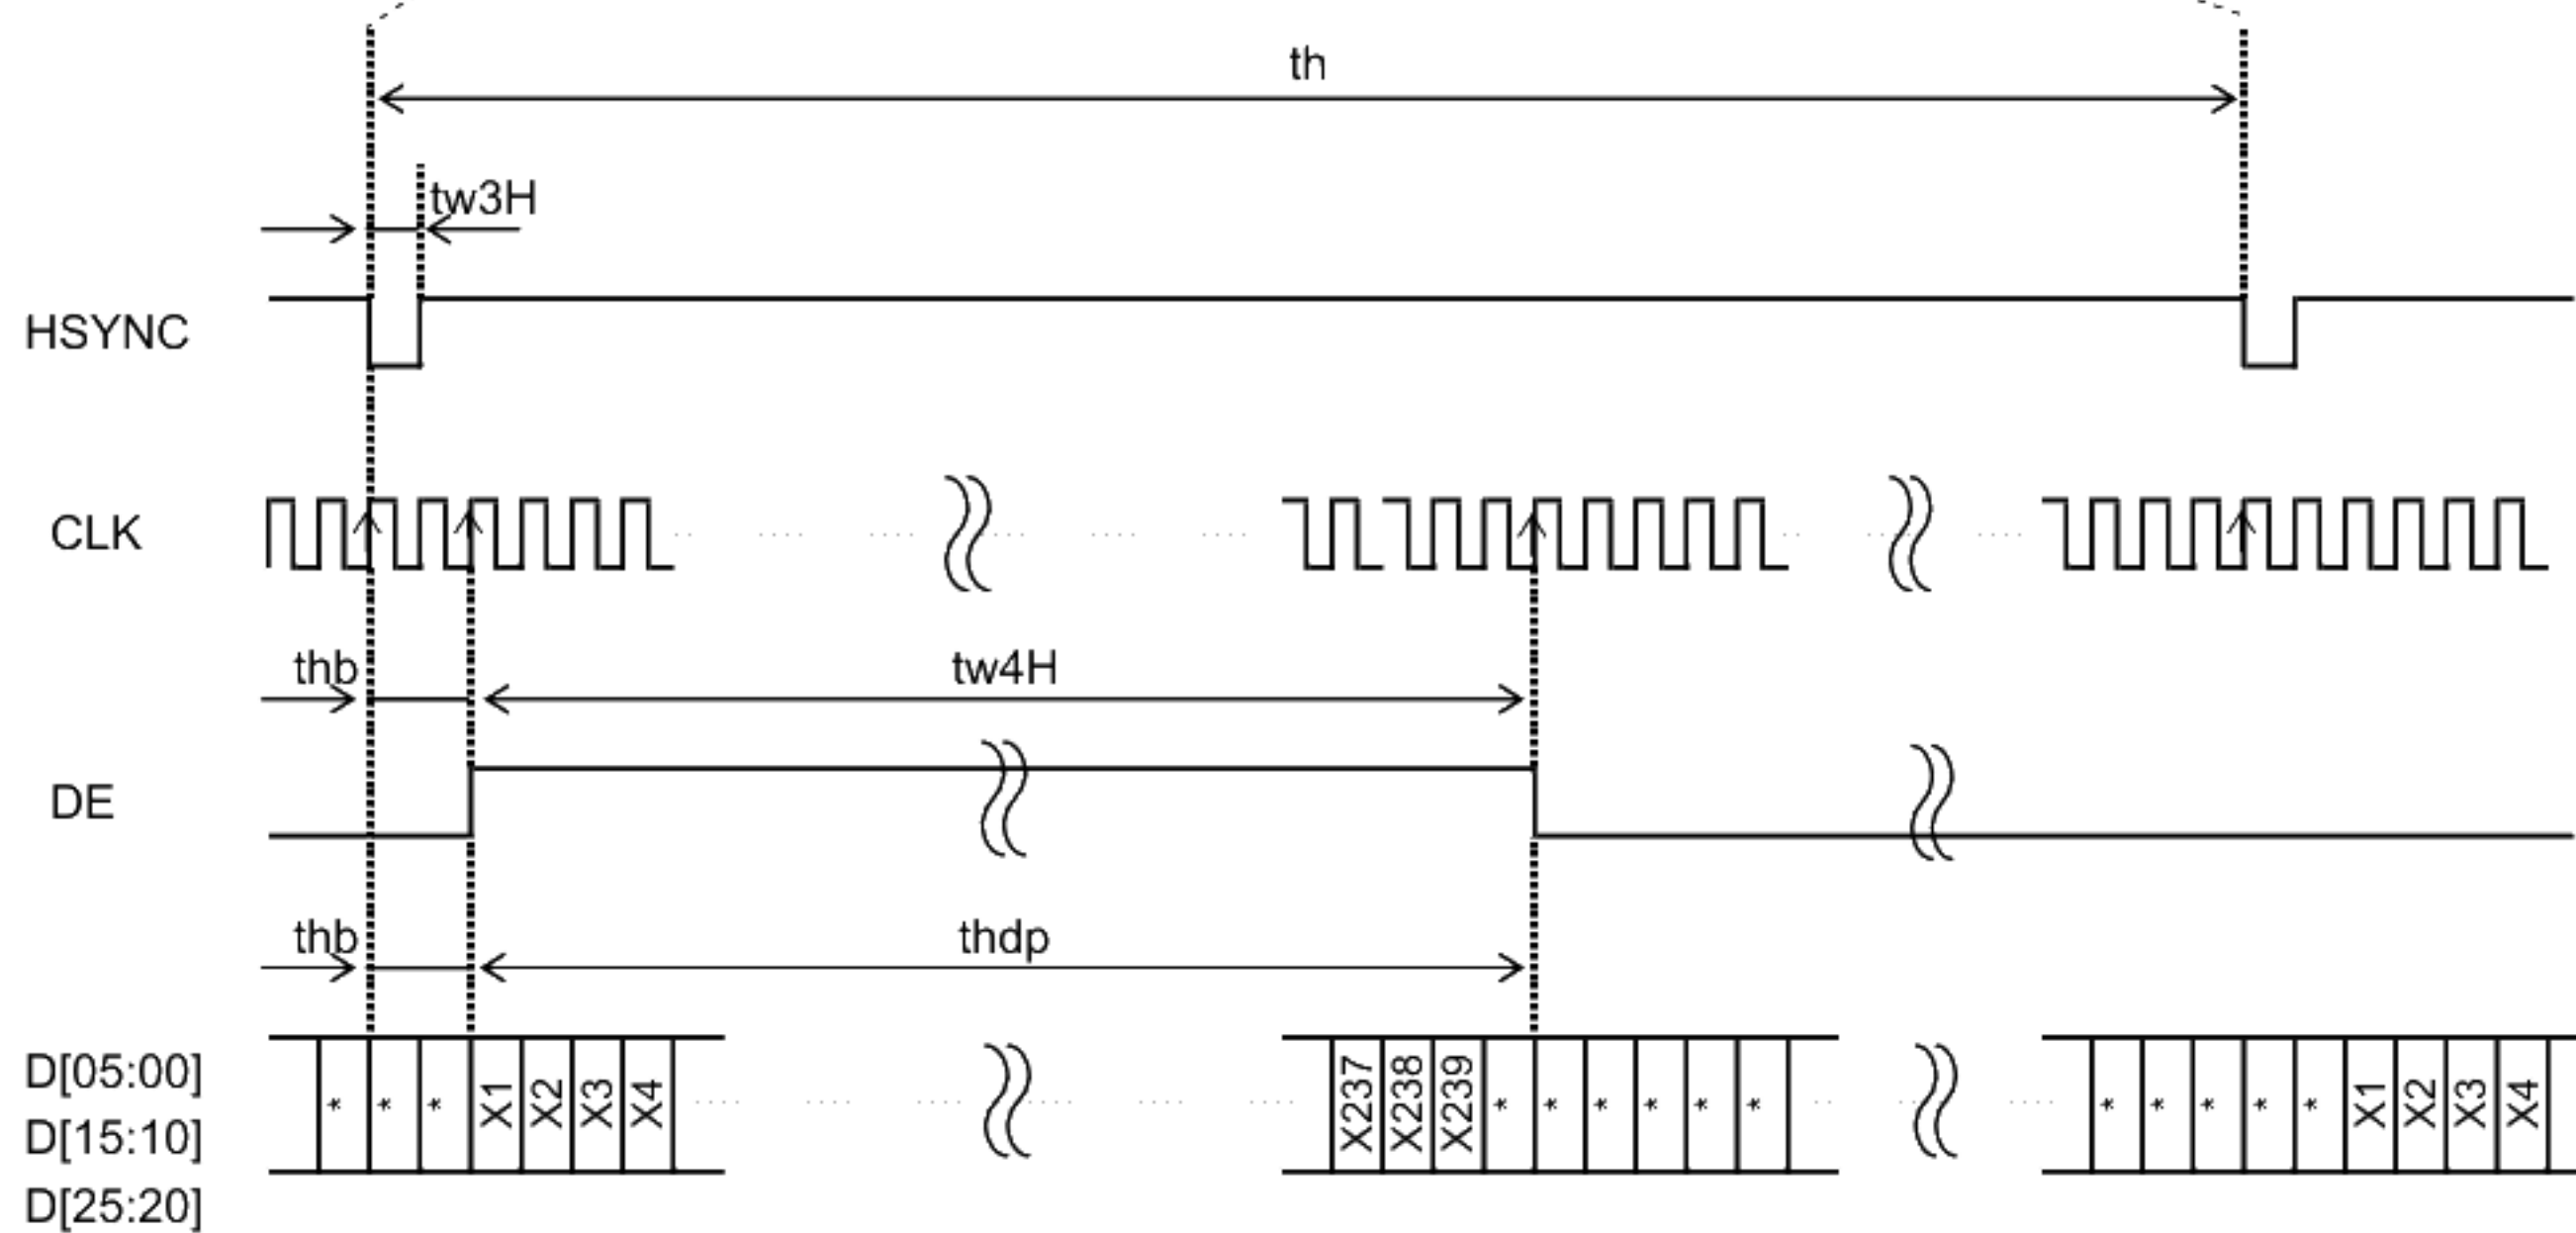 th
tw3H
HSYNC
CLK
thb tw4H
DE
thb thdp
D[05:00]
D[15:10]
D[25:20]
* * * X1 X2 X3 X4 X237 X238 X239 * * * * * * * * * * * X1 X2 X3 X4